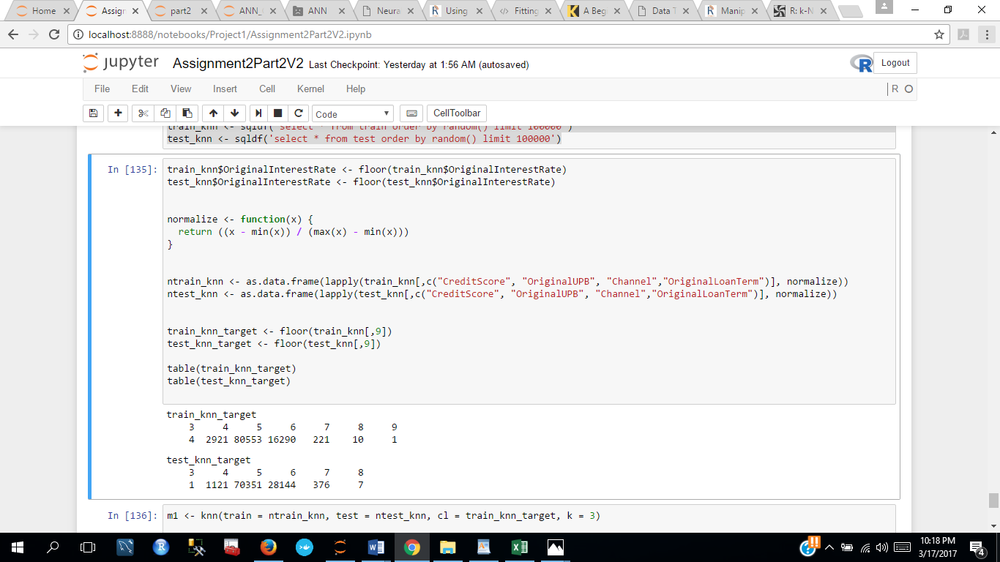 Home
Assign
part2
ANN_
ANN
Neura
Using
Fitting
A Beg
Data T
Manip
R: k-N
localhost:8888/notebooks/Project1/Assignment2Part2V2.ipynb
jupyter Assignment2Part2V2 Last Checkpoint: Yesterday at 1:56 AM (autosaved)
R
Logout
File Edit View Insert Cell Kernel Help
R
Code
CellToolbar
train_knn <- sqldf('select * from train order by random() limit 100000')
test_knn <- sqldf('select * from test order by random() limit 100000')
In [135]:
train_knn$OriginalInterestRate <- floor(train_knn$OriginalInterestRate)
test_knn$OriginalInterestRate <- floor(test_knn$OriginalInterestRate)
normalize <- function(x) {
return ((x - min(x)) / (max(x) - min(x)))
}
ntrain_knn <- as.data.frame(lapply(train_knn[,c("CreditScore", "OriginalUPB", "Channel","OriginalLoanTerm")], normalize))
ntest_knn <- as.data.frame(lapply(test_knn[,c("CreditScore", "OriginalUPB", "Channel","OriginalLoanTerm")], normalize))
train_knn_target <- floor(train_knn[,9])
test_knn_target <- floor(test_knn[,9])
table(train_knn_target)
table(test_knn_target)
train_knn_target
3 4 5 6 7 8 9
4 2921 80553 16290 221 10 1
test_knn_target
3 4 5 6 7 8
1 1121 70351 28144 376 7
In [136]: m1 <- knn(train = ntrain_knn, test = ntest_knn, cl = train_knn_target, k = 3)
10:18 PM
3/17/2017
4